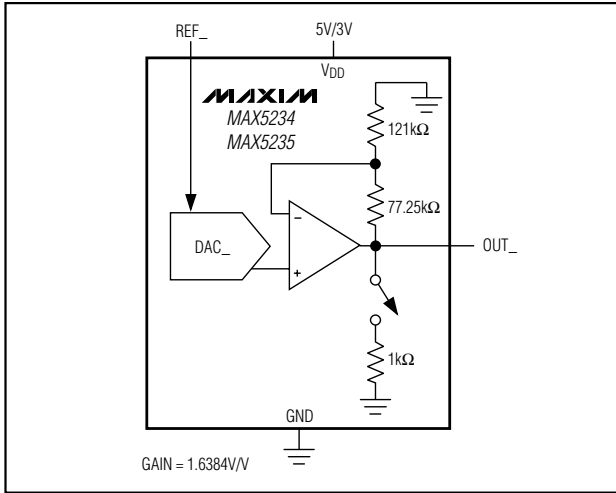 REF_
5V/3V
VDD
MAXIM
MAX5234
MAX5235
121kΩ
77.25kΩ
DAC_
−
+
OUT_
1kΩ
GND
GAIN = 1.6384V/V